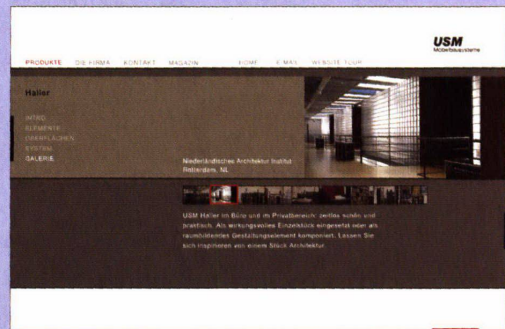 USM
Möbelbausysteme
PRODUKTE DIE FIRMA KONTAKT MAGAZIN HOME E-MAIL WEBSITE TOUR
Haller
INTRO
ELEMENTE
OBERFLÄCHEN
SYSTEM
GALERIE
Niederländisches Architektur Institut
Rotterdam, NL
USM Haller im Büro und im Privatbereich: zeitlos schön und
praktisch. Als wirkungsvolles Einzelstück eingesetzt oder als
raumbildendes Gestaltungselement komponiert. Lassen Sie
sich inspirieren von einem Stück Architektur.